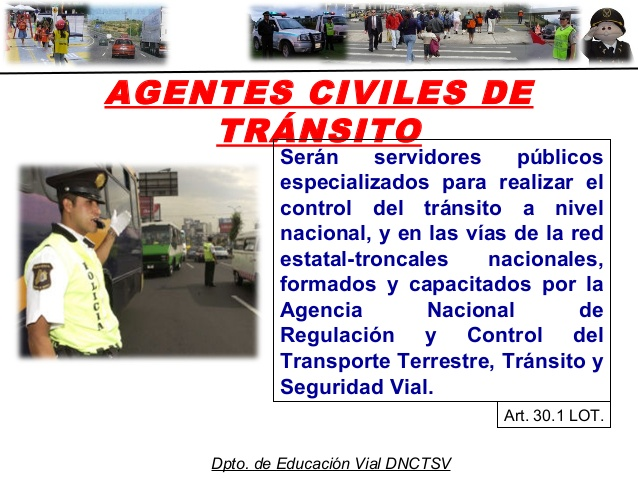 AGENTES CIVILES DE
TRÁNSITO
Serán servidores públicos
especializados para realizar el
control del tránsito a nivel
nacional, y en las vías de la red
estatal-troncales nacionales,
formados y capacitados por la
Agencia Nacional de
Regulación y Control del
Transporte Terrestre, Tránsito y
Seguridad Vial.
Art. 30.1 LOT.
POLICIA
Dpto. de Educación Vial DNCTSV